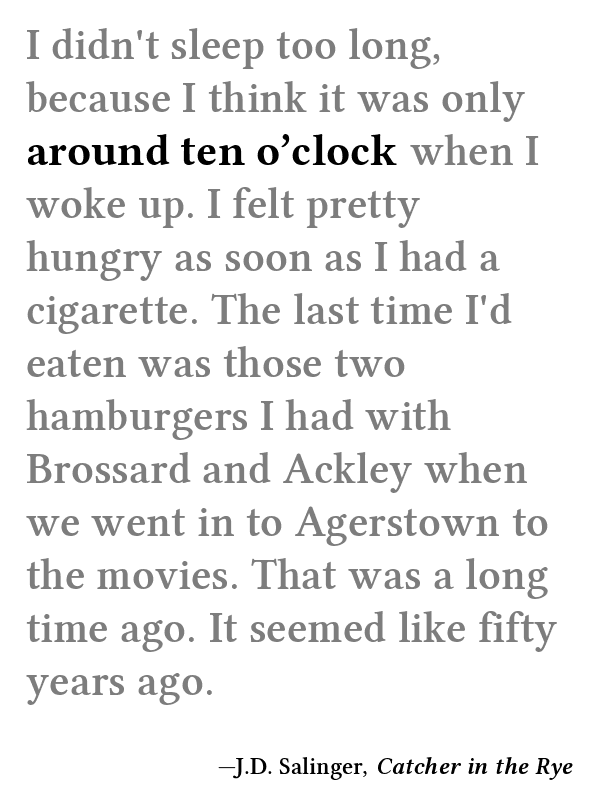 I didn't sleep too long,
because I think it was only
around ten o’clock when I
woke up. I felt pretty
hungry as soon as I had a
cigarette. The last time I'd
eaten was those two
hamburgers I had with
Brossard and Ackley when
we went in to Agerstown to
the movies. That was a long
time ago. It seemed like fifty
years ago.
—J.D. Salinger, Catcher in the Rye